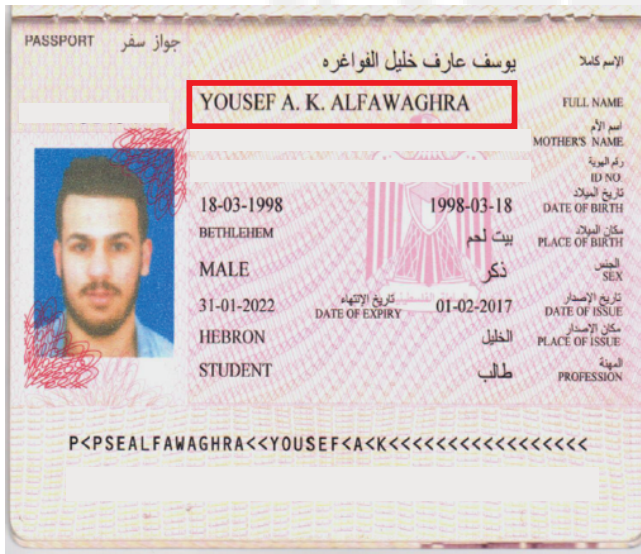 PASSPORT جواز سفر
يوسف عارف خليل الفواغره الإسم كاملا
YOUSEF A. K. ALFAWAGHRA FULL NAME
اسم الأم
MOTHER'S NAME
رقم الهوية
ID NO.
تاريخ الميلاد
18-03-1998 1998-03-18 DATE OF BIRTH
BETHLEHEM بيت لحم مكان الميلاد
PLACE OF BIRTH
MALE ذكر الجنس
SEX
31-01-2022 تاريخ الإنتهاء 01-02-2017 تاريخ الإصدار
DATE OF EXPIRY DATE OF ISSUE
HEBRON الخليل مكان الإصدار
PLACE OF ISSUE
STUDENT طالب المهنة
PROFESSION
P<PSEALFAWAGHRA<<YOUSEF<A<K<<<<<<<<<<<<<<<<<